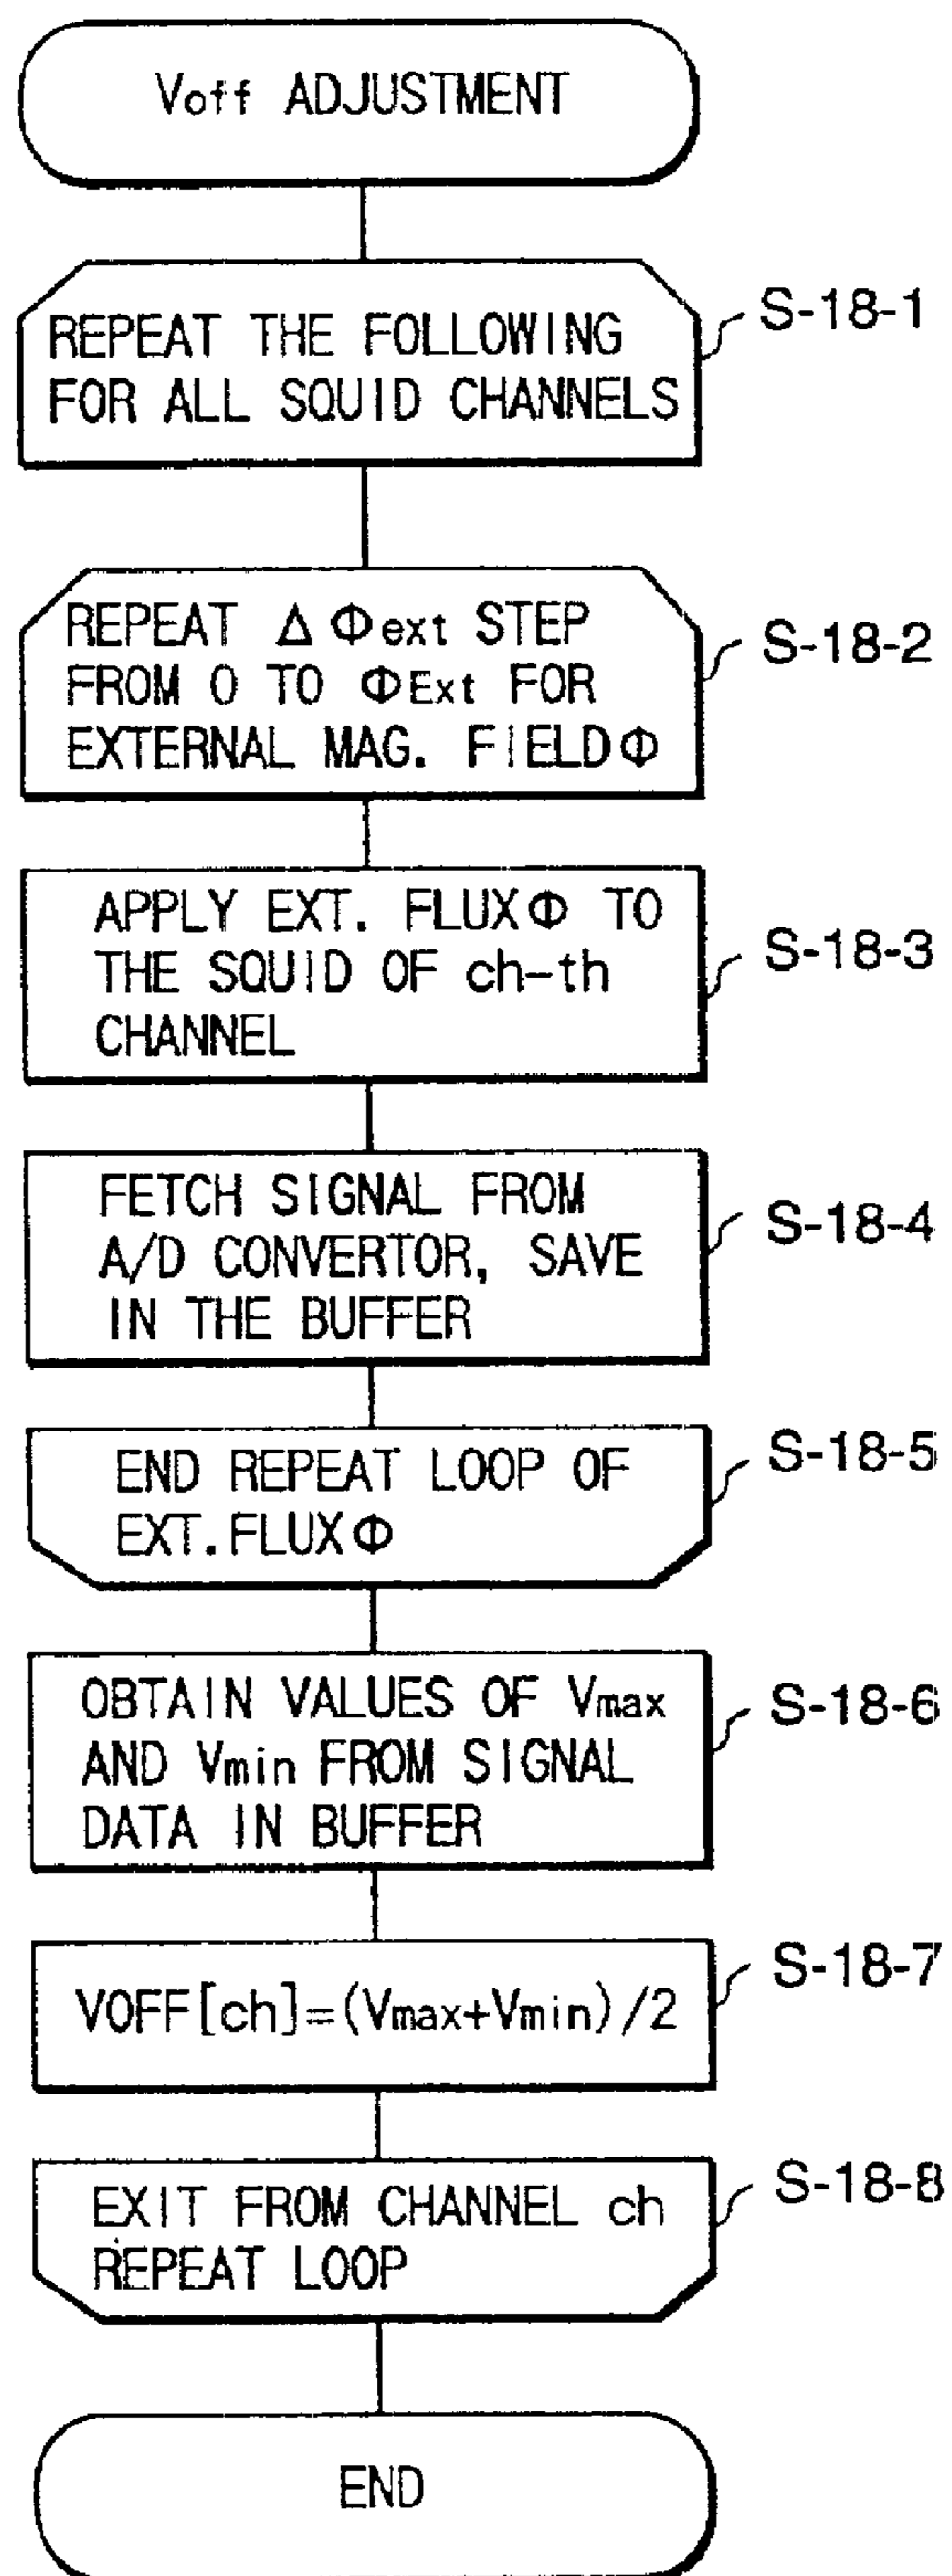 Voff ADJUSTMENT
REPEAT THE FOLLOWING
FOR ALL SQUID CHANNELS
S-18-1
REPEAT Δ Φext STEP
FROM 0 TO ΦExt FOR
EXTERNAL MAG. FIELDΦ
S-18-2
APPLY EXT. FLUXΦ TO
THE SQUID OF ch-th
CHANNEL
S-18-3
FETCH SIGNAL FROM
A/D CONVERTOR, SAVE
IN THE BUFFER
S-18-4
END REPEAT LOOP OF
EXT.FLUXΦ
S-18-5
OBTAIN VALUES OF Vmax
AND Vmin FROM SIGNAL
DATA IN BUFFER
S-18-6
VOFF[ch]=(Vmax+Vmin)/2
S-18-7
EXIT FROM CHANNEL ch
REPEAT LOOP
S-18-8
END